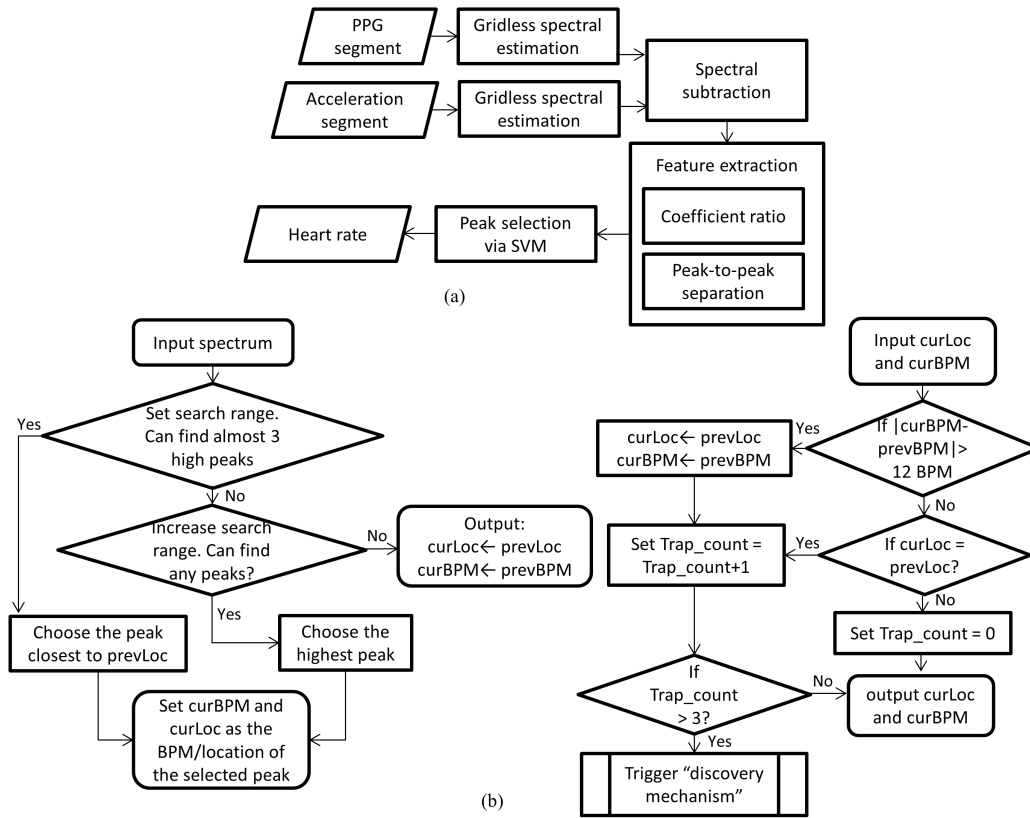 PPG
segment
Gridless spectral
estimation
Spectral
subtraction
Acceleration
segment
Gridless spectral
estimation
Feature extraction
Coefficient ratio
Peak-to-peak
separation
Peak selection
via SVM
Heart rate
(a)
Input spectrum
Set search range.
Can find almost 3
high peaks
Yes
No
Increase search
range. Can find
any peaks?
No
Output:
curLoc← prevLoc
curBPM← prevBPM
Yes
Choose the peak
closest to prevLoc
Choose the
highest peak
Set curBPM and
curLoc as the
BPM/location of
the selected peak
Input curLoc
and curBPM
If |curBPM-
prevBPM|>
12 BPM
Yes
curLoc← prevLoc
curBPM← prevBPM
No
If curLoc =
prevLoc?
Yes
Set Trap_count =
Trap_count+1
No
Set Trap_count = 0
If
Trap_count
> 3?
No
output curLoc
and curBPM
Yes
Trigger “discovery
mechanism”
(b)